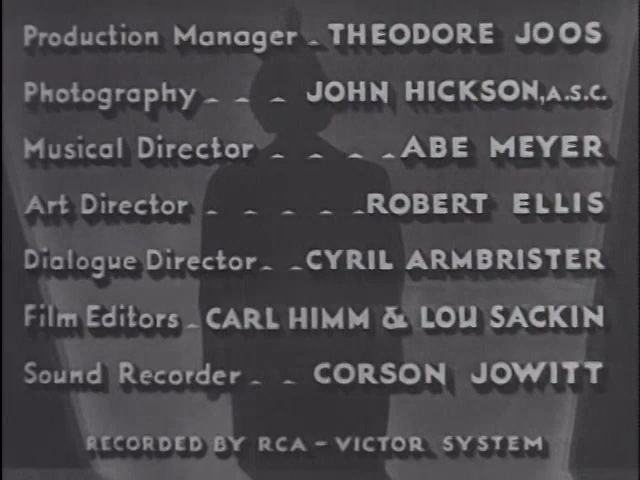 Production Manager - THEODORE JOOS
Photography - - - JOHN HICKSON, A.S.C.
Musical Director - - - - ABE MEYER
Art Director - - - - - ROBERT ELLIS
Dialogue Director - - CYRIL ARMBRISTER
Film Editors - CARL HIMM & LOU SACKIN
Sound Recorder - - CORSON JOWITT
RECORDED BY RCA - VICTOR SYSTEM